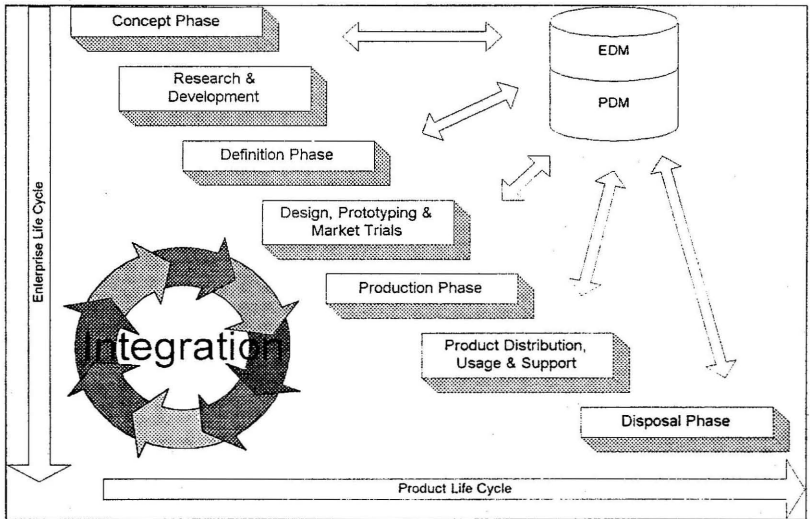 Concept Phase
EDM
PDM
Research &
Development
Definition Phase
Design, Prototyping &
Market Trials
Enterprise Life Cycle
Production Phase
Integration
Product Distribution,
Usage & Support
Disposal Phase
Product Life Cycle